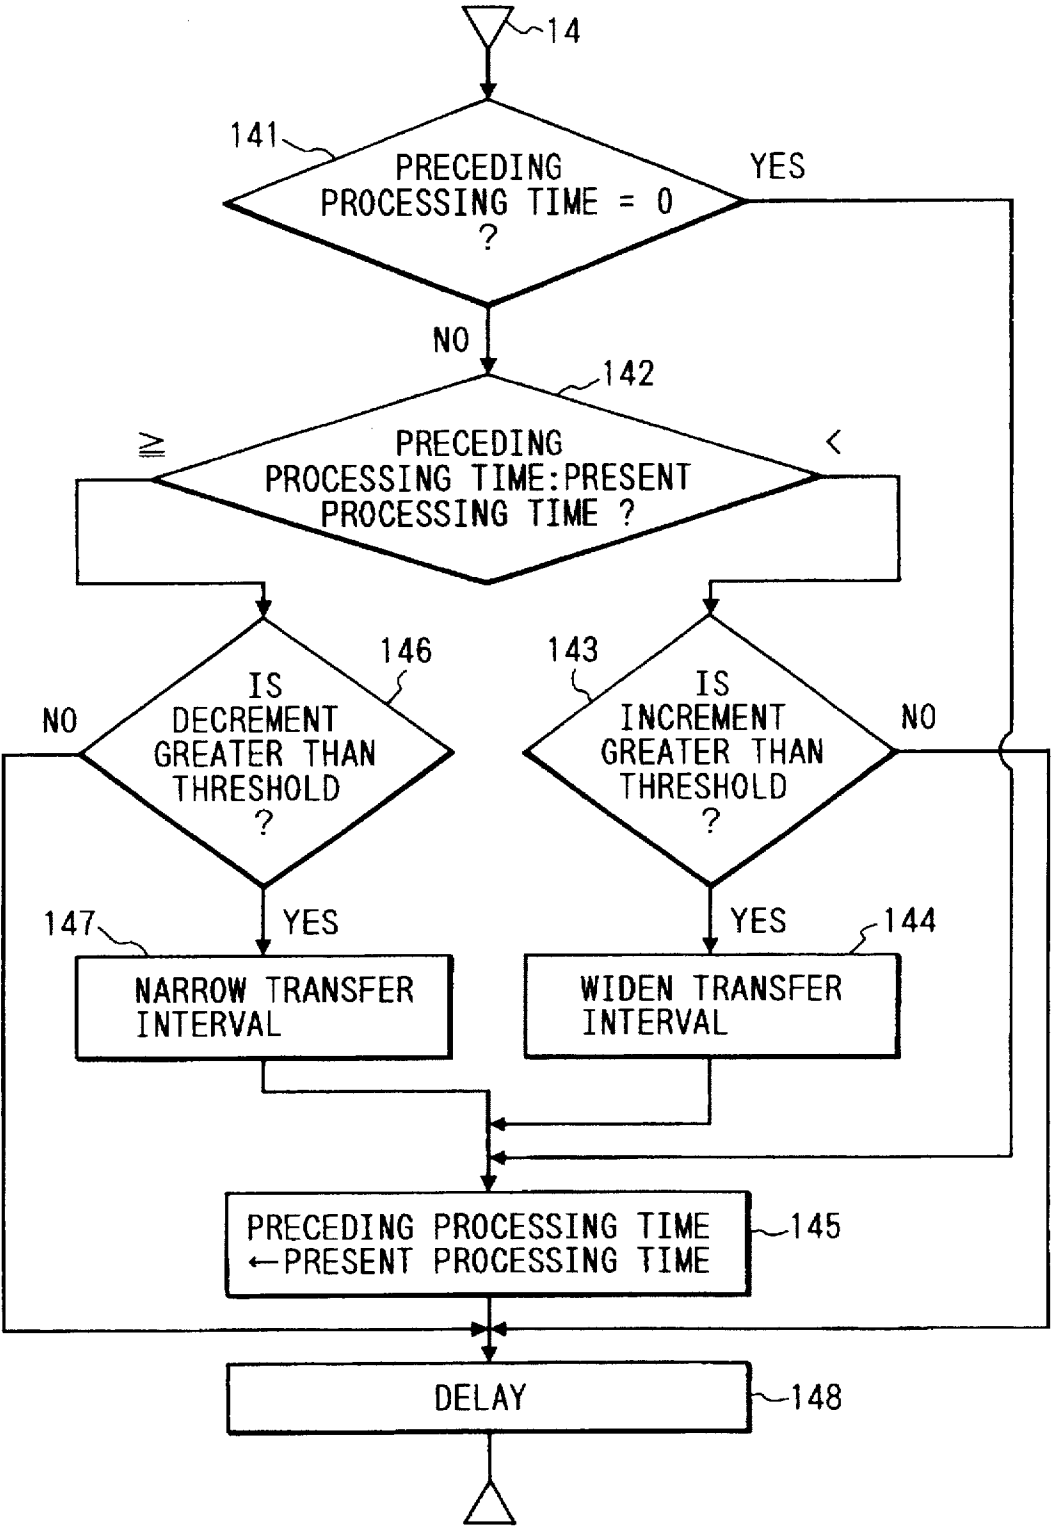 14
141
PRECEDING
PROCESSING TIME = 0
?
YES
NO
142
≧
PRECEDING
PROCESSING TIME:PRESENT
PROCESSING TIME ?
<
146
IS
DECREMENT
GREATER THAN
THRESHOLD
?
NO
143
IS
INCREMENT
GREATER THAN
THRESHOLD
?
NO
YES
YES
147
NARROW TRANSFER
INTERVAL
144
WIDEN TRANSFER
INTERVAL
PRECEDING PROCESSING TIME
←PRESENT PROCESSING TIME
145
DELAY
148